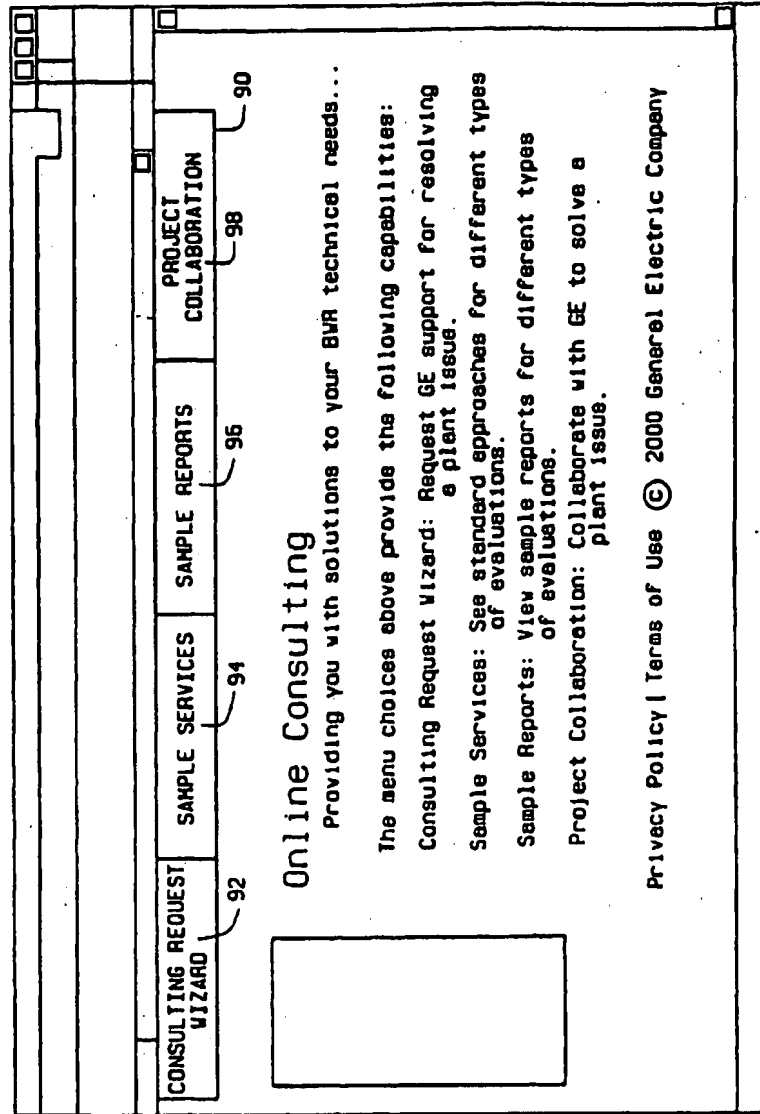 CONSULTING REQUEST WIZARD
SAMPLE SERVICES
SAMPLE REPORTS
PROJECT COLLABORATION
92
94
96
98
90
Online Consulting
Providing you with solutions to your BWR technical needs...
The menu choices above provide the following capabilities:
Consulting Request Wizard: Request GE support for resolving
a plant issue.
Sample Services: See standard approaches for different types
of evaluations.
Sample Reports: View sample reports for different types
of evaluations.
Project Collaboration: Collaborate with GE to solve a
plant issue.
Privacy Policy | Terms of Use © 2000 General Electric Company